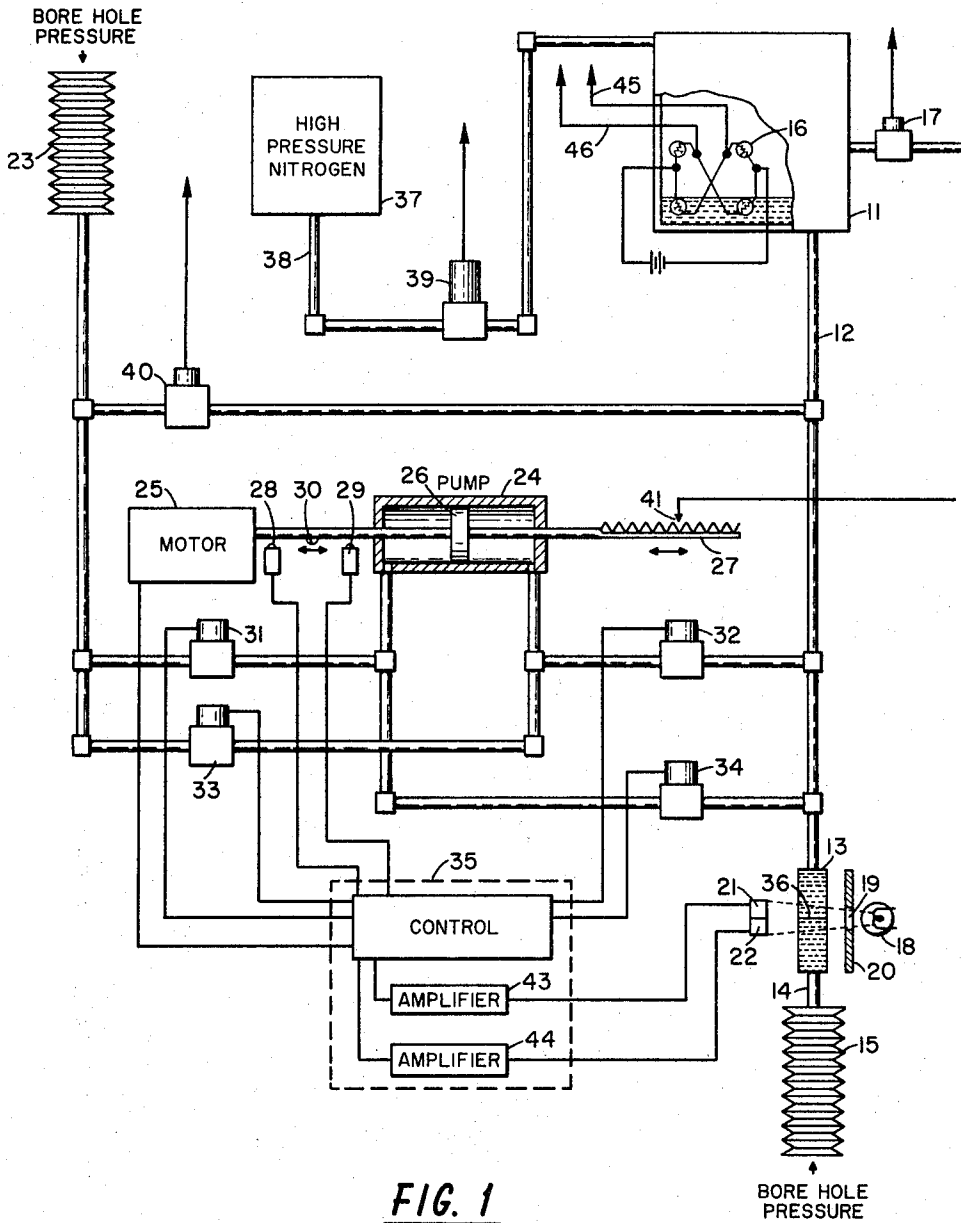 BORE HOLE
PRESSURE
23
HIGH
PRESSURE
NITROGEN
37
38
39
45
46
16
17
11
12
40
25
28
30
29
26
PUMP
24
41
27
MOTOR
31
32
33
34
35
13
36
19
21
22
18
20
14
CONTROL
43
AMPLIFIER
44
AMPLIFIER
15
BORE HOLE
PRESSURE
FIG. 1